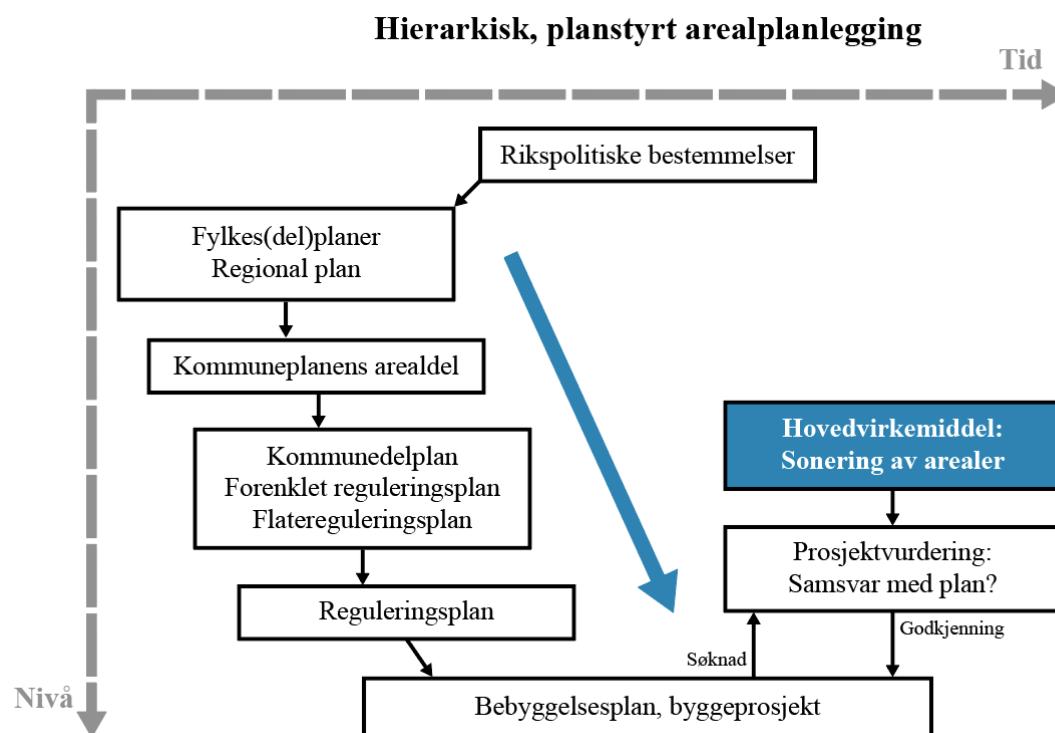 Hierarkisk, planstyrt arealplanlegging
Tid
Rikspolitiske bestemmelser
Fylkes(del)planer
Regional plan
Kommuneplanens arealdel
Hovedvirkemiddel:
Sonering av arealer
Kommunedelplan
Forenklet reguleringsplan
Flatereguleringsplan
Prosjektvurdering:
Samsvar med plan?
Reguleringsplan
Godkjenning
Søknad
Nivå
Bebyggelsesplan, byggeprosjekt